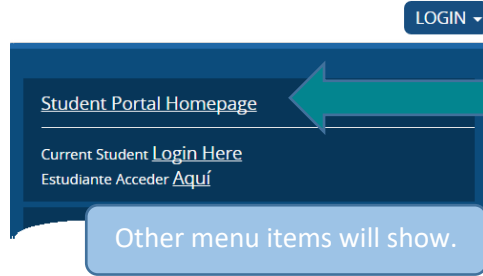 LOGIN
Student Portal Homepage
Current Student Login Here
Estudiante Acceder Aquí
Other menu items will show.